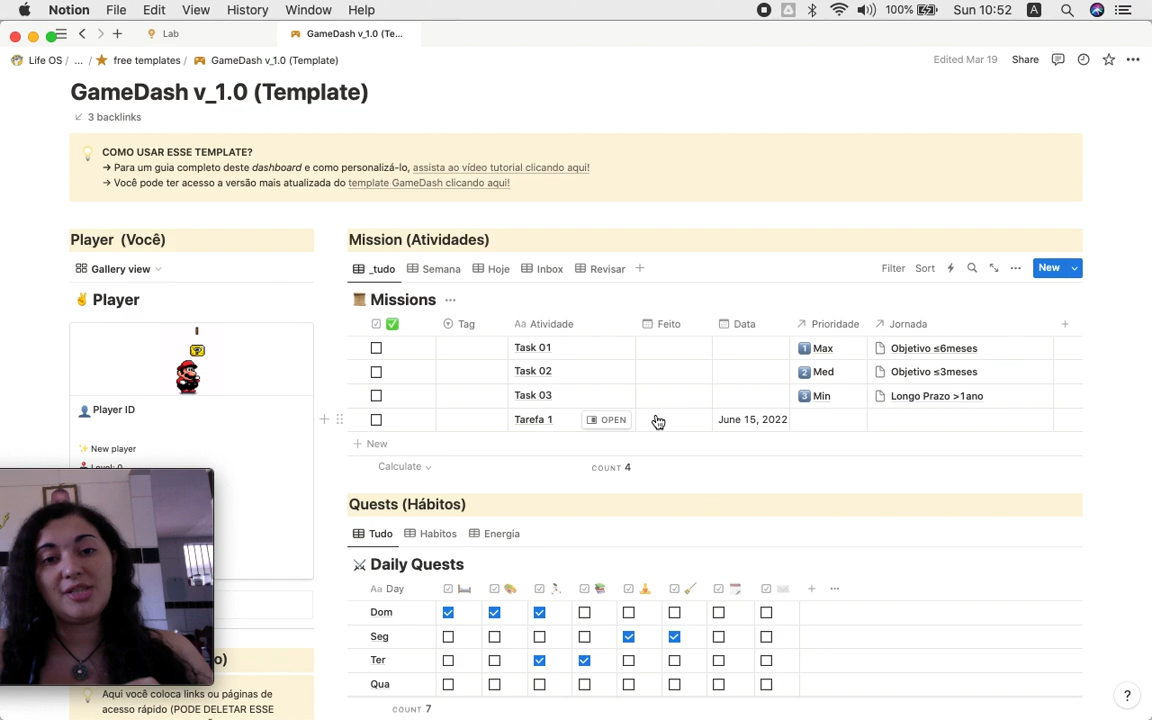 Notion File Edit View History Window Help 100% Sun 10:52 A
Lab GameDash v_1.0 (Te...
Life OS / ... / free templates / GameDash v_1.0 (Template) Edited Mar 19 Share
GameDash v_1.0 (Template)
3 backlinks
COMO USAR ESSE TEMPLATE?
→ Para um guia completo deste dashboard e como personalizá-lo, assista ao vídeo tutorial clicando aqui!
→ Você pode ter acesso a versão mais atualizada do template GameDash clicando aqui!
Player (Você)
Gallery view
Player
Player ID
New player
Level: 0
o)
Aqui você coloca links ou páginas de
acesso rápido (PODE DELETAR ESSE
Mission (Atividades)
_tudo Semana Hoje Inbox Revisar Filter Sort New
Missions
Tag Aa Atividade Feito Data Prioridade Jornada
Task 01 1 Max Objetivo ≤6meses
Task 02 2 Med Objetivo ≤3meses
Task 03 3 Min Longo Prazo >1ano
Tarefa 1 OPEN June 15, 2022
+ New
Calculate COUNT 4
Quests (Hábitos)
Tudo Habitos Energia
Daily Quests
Aa Day
Dom
Seg
Ter
Qua
COUNT 7
?